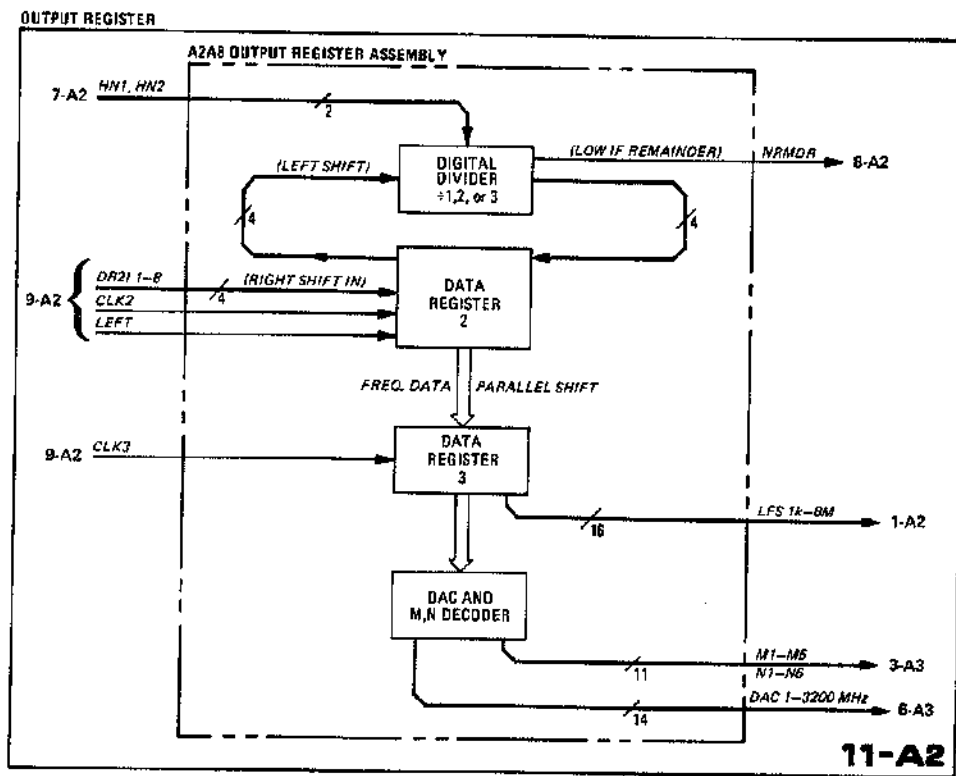 OUTPUT REGISTER
A2A8 OUTPUT REGISTER ASSEMBLY
7-A2 HN1, HN2
2
(LEFT SHIFT)
DIGITAL
DIVIDER
÷1,2, or 3
(LOW IF REMAINDER) NRMDR 8-A2
4
4
9-A2
DR2I 1–8 (RIGHT SHIFT IN)
4
CLK2
LEFT
DATA
REGISTER
2
FREQ. DATA PARALLEL SHIFT
9-A2 CLK3
DATA
REGISTER
3
16
LFS 1k–8M 1-A2
DAC AND
M,N DECODER
11
M1–M5
N1–N6
3-A3
14
DAC 1–3200 MHz 6-A3
11-A2